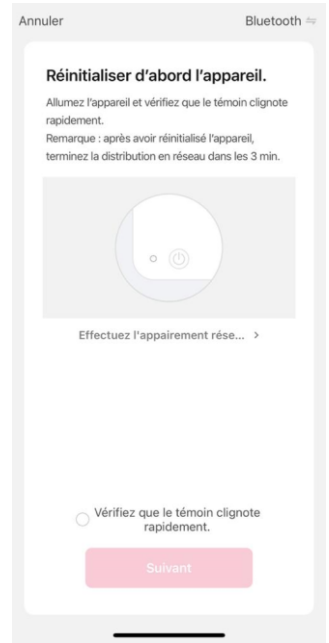 Annuler
Bluetooth ⇋
Réinitialiser d’abord l’appareil.
Allumez l'appareil et vérifiez que le témoin clignote
rapidement.
Remarque : après avoir réinitialisé l'appareil,
terminez la distribution en réseau dans les 3 min.
Effectuez l'appairement rése... >
Vérifiez que le témoin clignote
rapidement.
Suivant